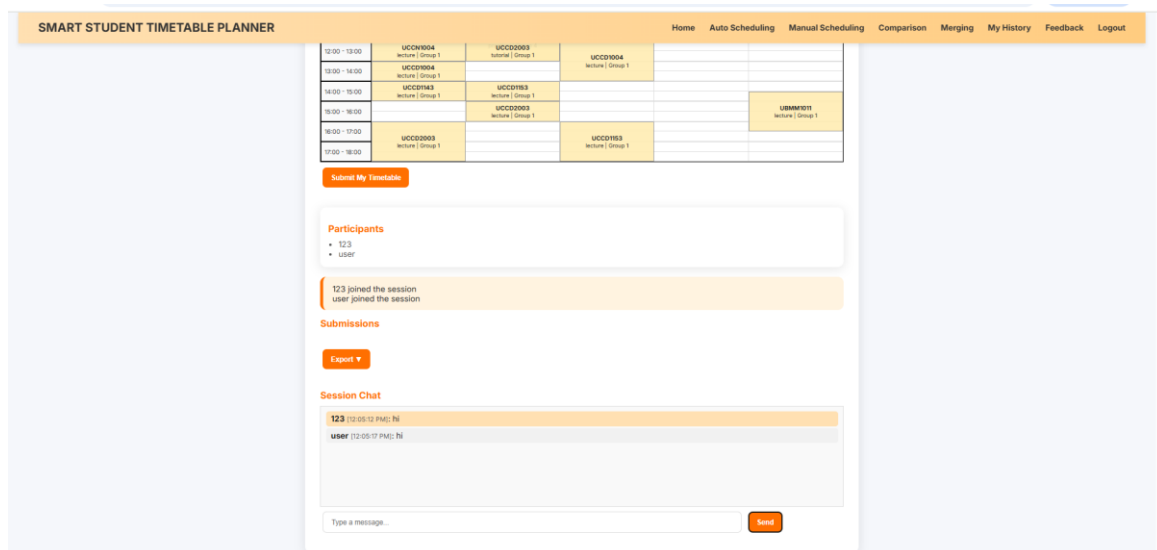 SMART STUDENT TIMETABLE PLANNER
Home Auto Scheduling Manual Scheduling Comparison Merging My History Feedback Logout
12:00 - 13:00
UCCN1004
lecture | Group 1
UCCD2003
tutorial | Group 1
UCCD1004
lecture | Group 1
13:00 - 14:00
UCCD1004
lecture | Group 1
14:00 - 15:00
UCCD1143
lecture | Group 1
UCCD1153
lecture | Group 1
15:00 - 16:00
UCCD2003
lecture | Group 1
UBMM1011
lecture | Group 1
16:00 - 17:00
UCCD2003
lecture | Group 1
UCCD1153
lecture | Group 1
17:00 - 18:00
Submit My Timetable
Participants
• 123
• user
123 joined the session
user joined the session
Submissions
Export ▼
Session Chat
123 [12:05:12 PM]: hi
user [12:05:17 PM]: hi
Type a message...
Send